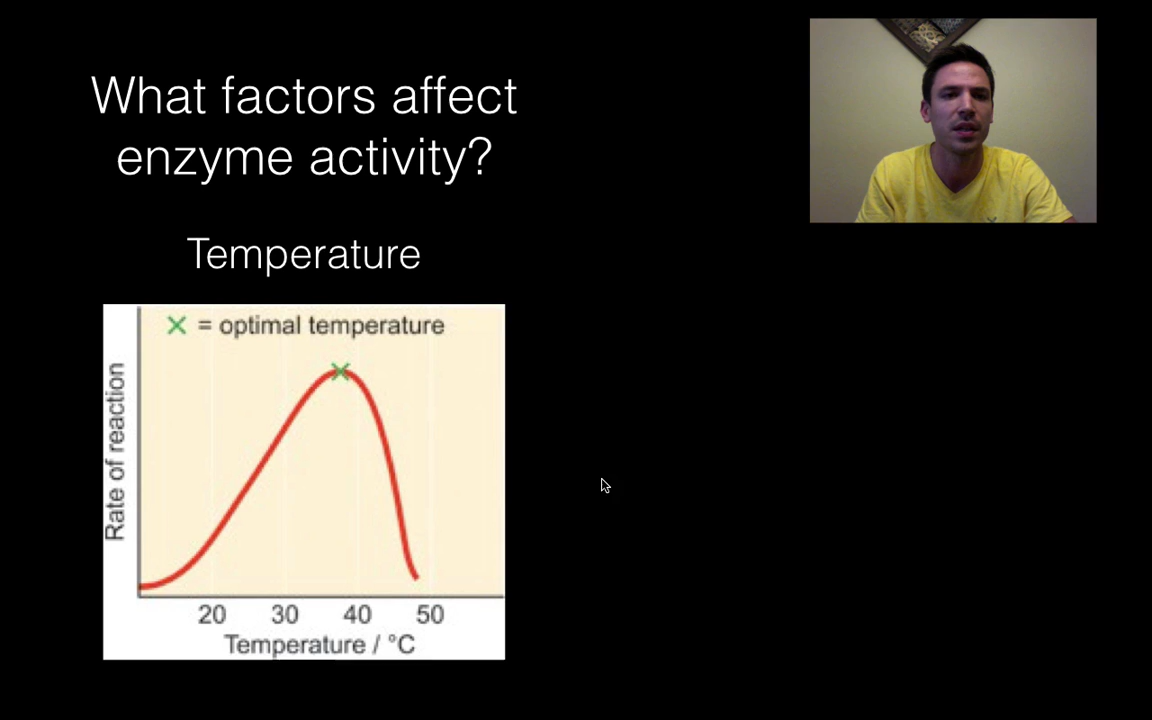 What factors affect
enzyme activity?
Temperature
× = optimal temperature
Rate of reaction
20 30 40 50
Temperature / °C